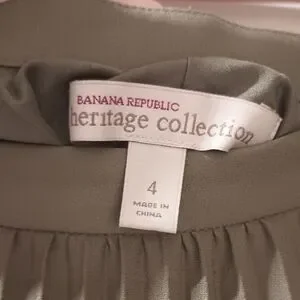 BANANA REPUBLIC
heritage collection
4
MADE IN
CHINA